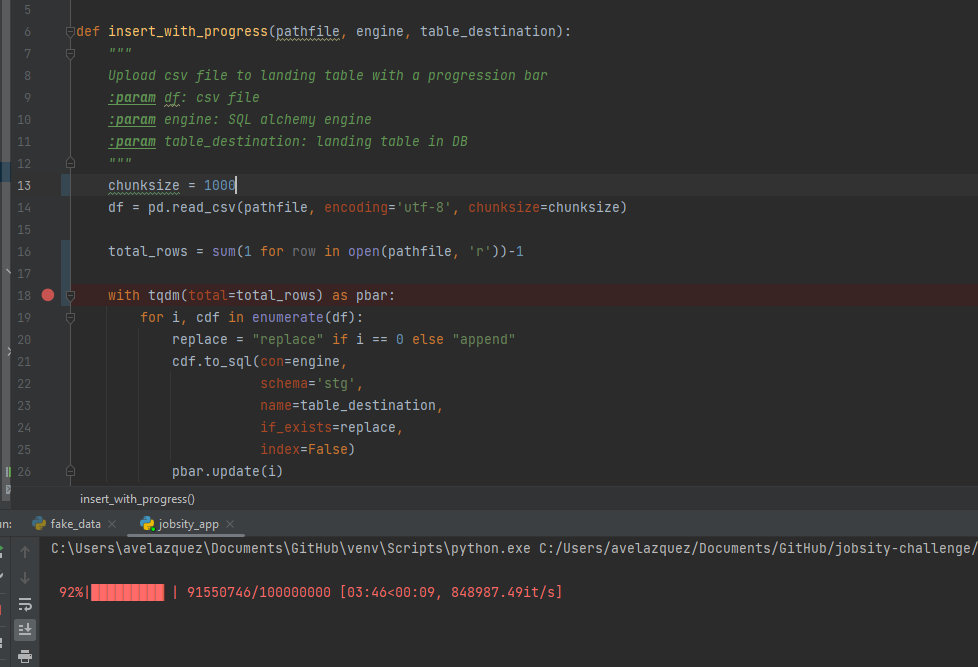 5
6 def insert_with_progress(pathfile, engine, table_destination):
7 """
8 Upload csv file to landing table with a progression bar
9 :param df: csv file
10 :param engine: SQL alchemy engine
11 :param table_destination: landing table in DB
12 """
13 chunksize = 1000
14 df = pd.read_csv(pathfile, encoding='utf-8', chunksize=chunksize)
15
16 total_rows = sum(1 for row in open(pathfile, 'r'))-1
17
18 with tqdm(total=total_rows) as pbar:
19 for i, cdf in enumerate(df):
20 replace = "replace" if i == 0 else "append"
21 cdf.to_sql(con=engine,
22 schema='stg',
23 name=table_destination,
24 if_exists=replace,
25 index=False)
26 pbar.update(i)
insert_with_progress()
un: fake_data jobsity_app
C:\Users\avelazquez\Documents\GitHub\venv\Scripts\python.exe C:/Users/avelazquez/Documents/GitHub/jobsity-challenge/
92%|██████████ | 91550746/100000000 [03:46<00:09, 848987.49it/s]